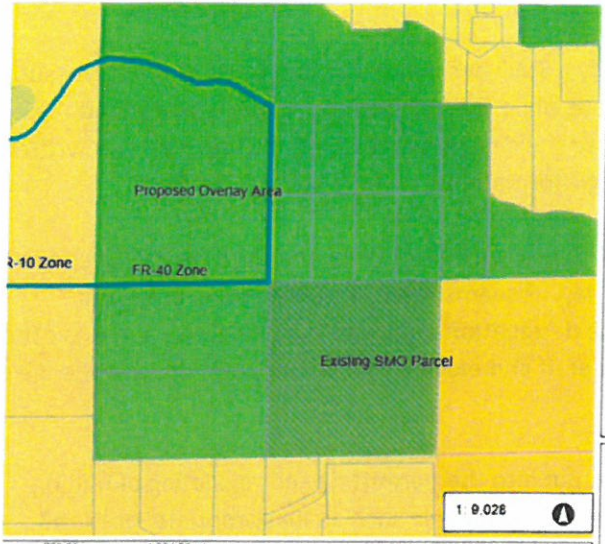 Proposed Overlay Area
R-10 Zone
FR-40 Zone
Existing SMO Parcel
1: 9,028